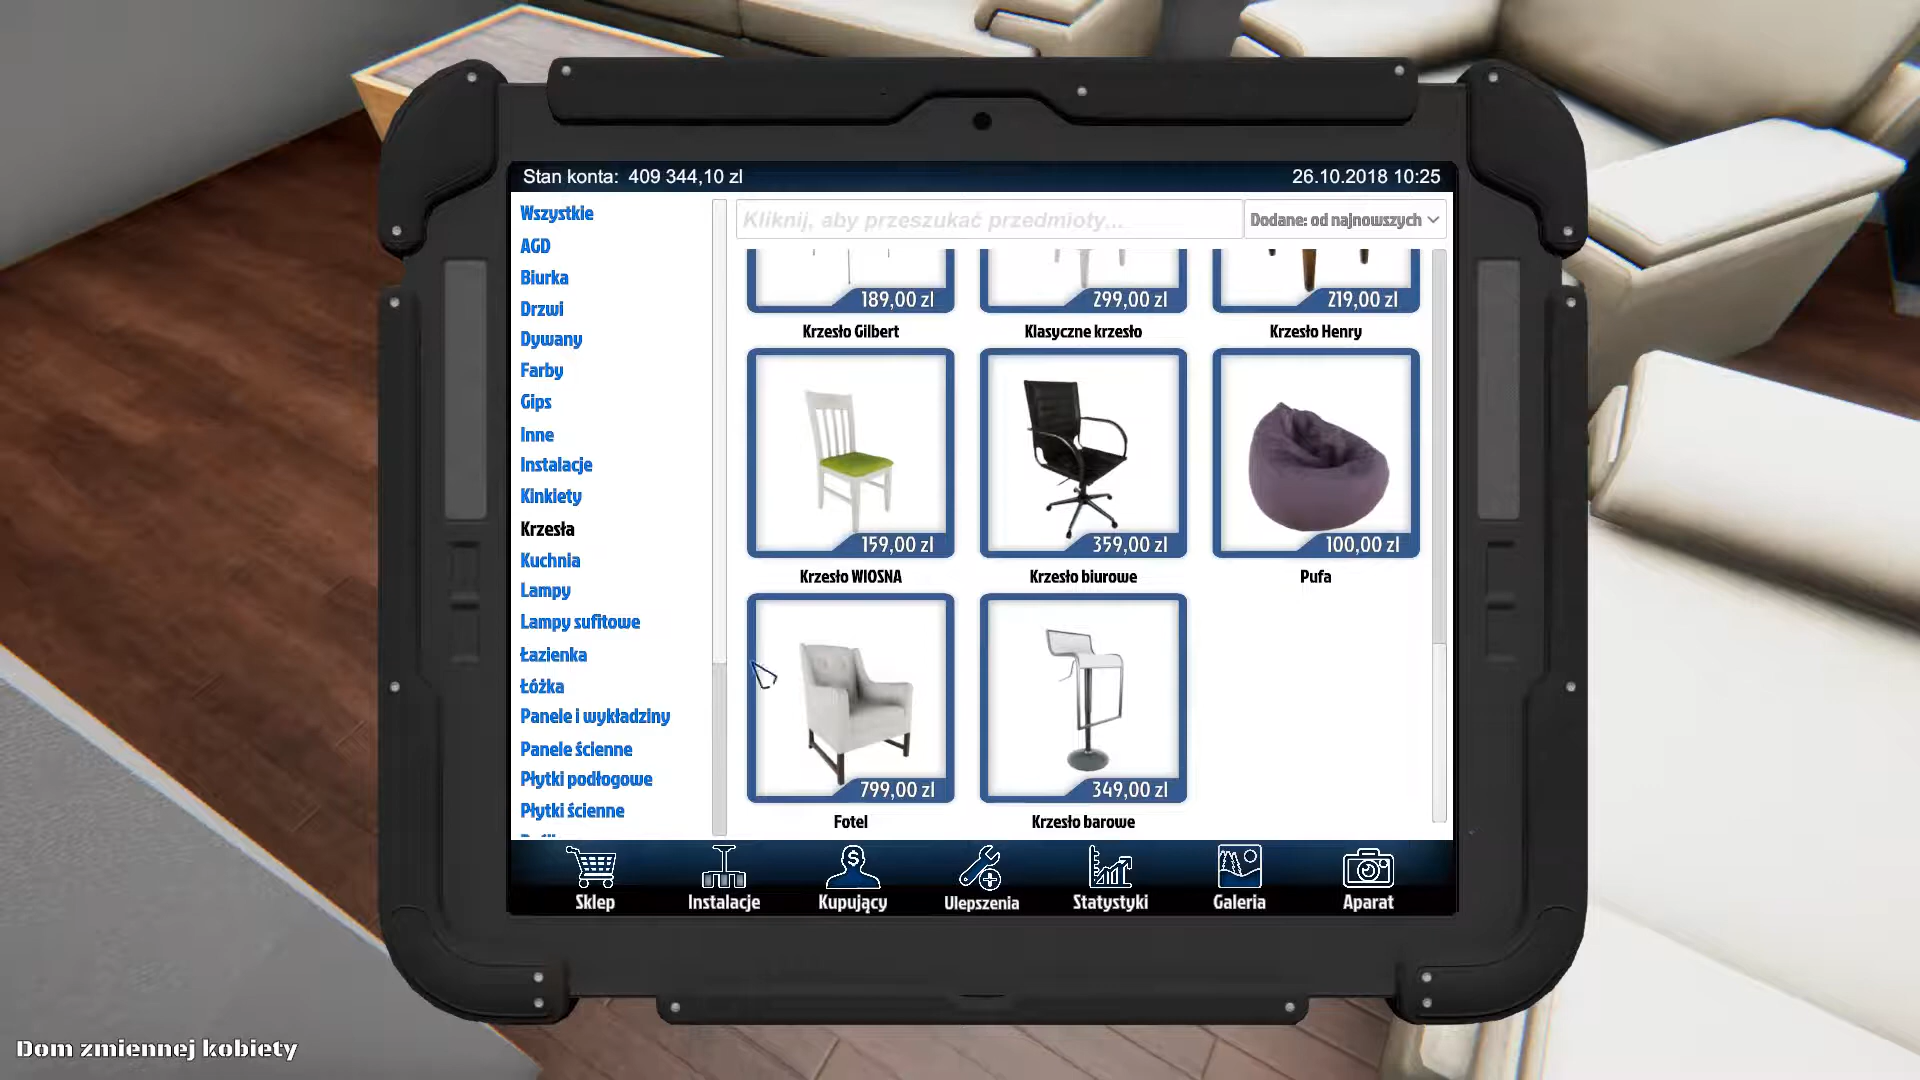 Stan konta: 409 344,10 zl
26.10.2018 10:25
Wszystkie
AGD
Biurka
Drzwi
Dywany
Farby
Gips
Inne
Instalacje
Kinkiety
Krzesła
Kuchnia
Lampy
Lampy sufitowe
Łazienka
Łóżka
Panele i wykładziny
Panele ścienne
Płytki podłogowe
Płytki ścienne
Kliknij, aby przeszukać przedmioty...
Dodane: od najnowszych
189,00 zl
299,00 zl
219,00 zl
Krzesło Gilbert
Klasyczne krzesło
Krzesło Henry
159,00 zl
359,00 zl
100,00 zl
Krzesło WIOSNA
Krzesło biurowe
Pufa
799,00 zl
349,00 zl
Fotel
Krzesło barowe
Sklep
Instalacje
Kupujący
Ulepszenia
Statystyki
Galeria
Aparat
Dom zmiennej kobiety